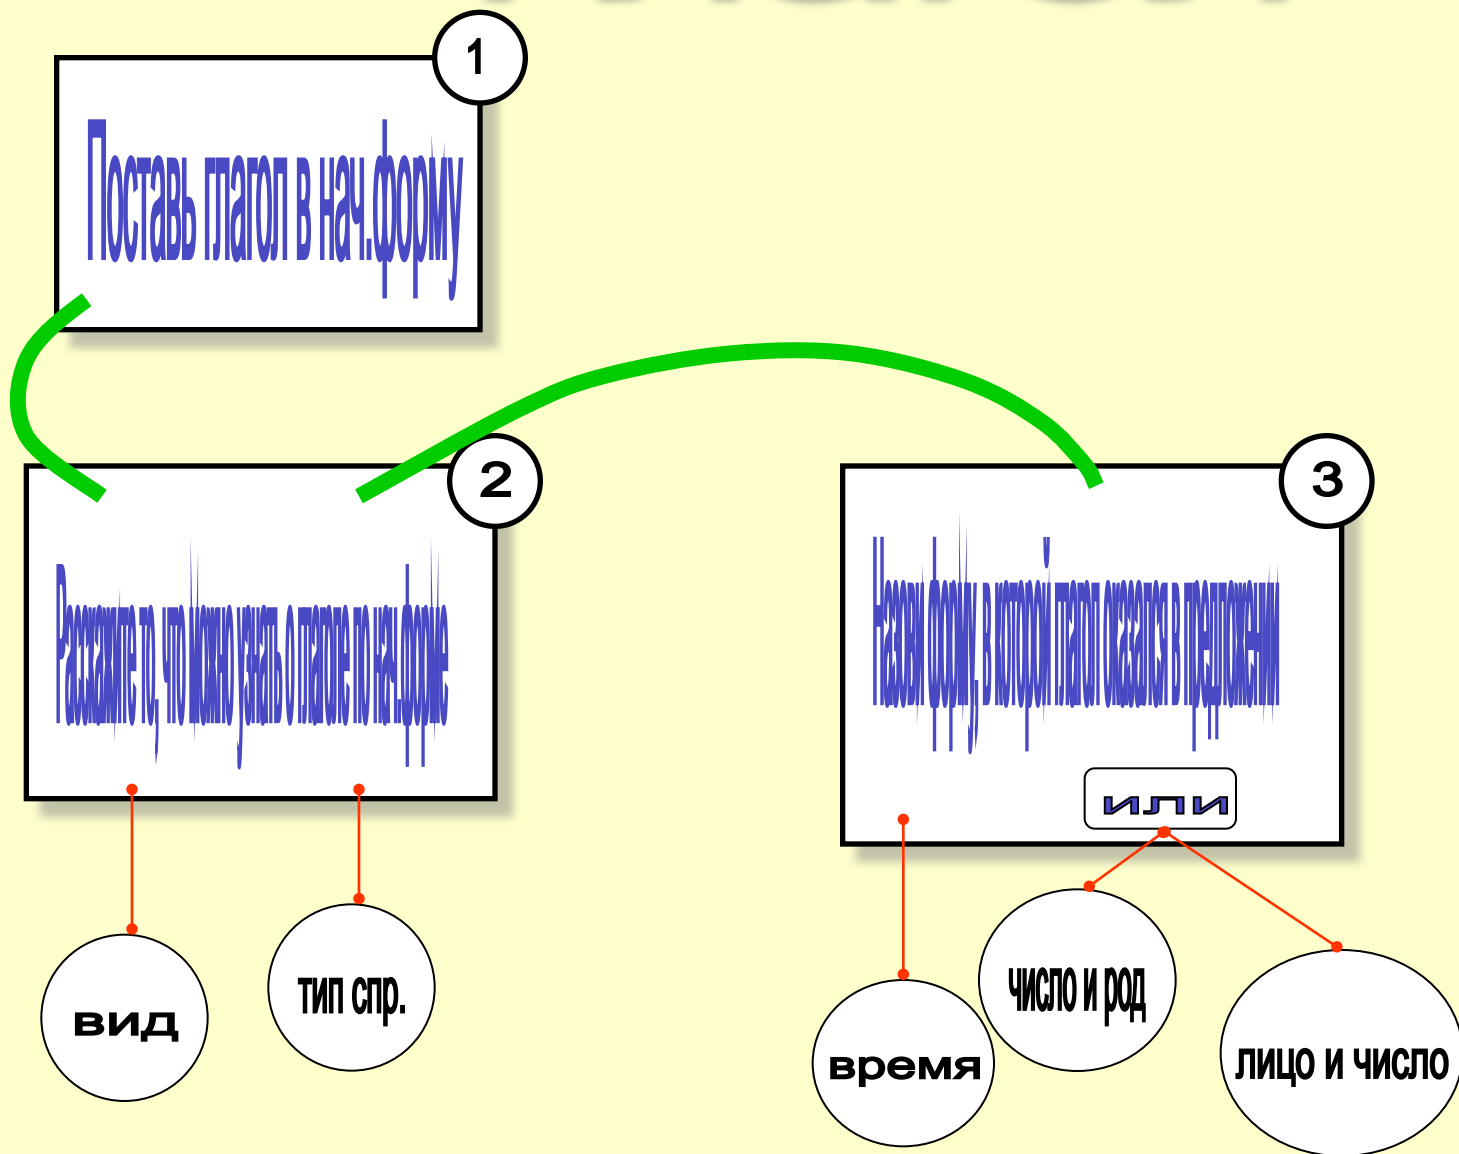 1
Поставь глагол в нач.форму
2
Расскажите то, что можно узнать о глаголе по нач.форме
3
Назови форму, в которой глагол оказался в предложении
или
вид
тип спр.
время
число и род
лицо и число